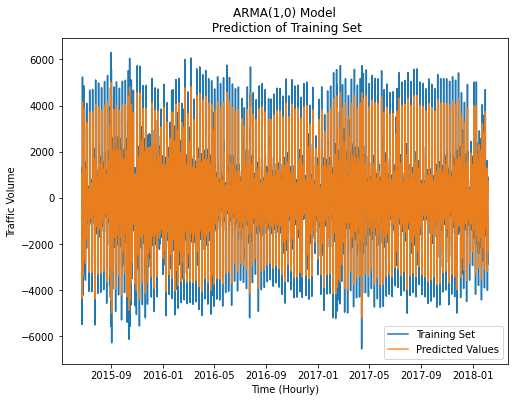 ARMA(1,0) Model
Prediction of Training Set
6000
4000
2000
0
−2000
−4000
−6000
Traffic Volume
2015-09 2016-01 2016-05 2016-09 2017-01 2017-05 2017-09 2018-01
Time (Hourly)
Training Set
Predicted Values